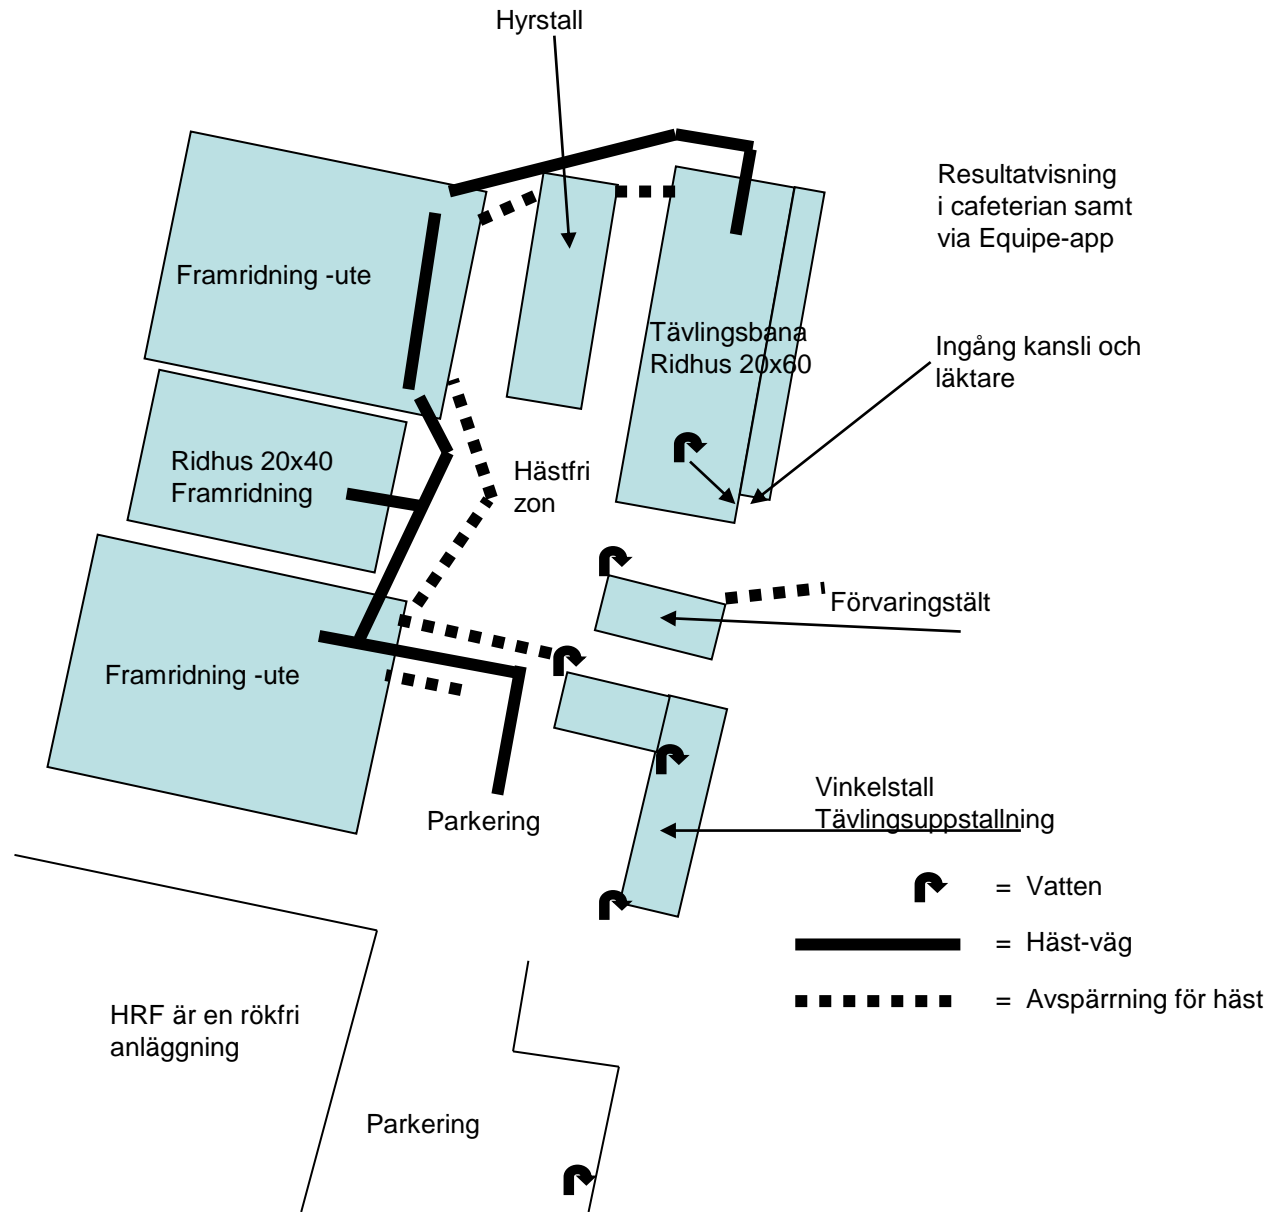 Hyrstall
Resultatvisning
i cafeterian samt
via Equipe-app
Framridning -ute
Tävlingsbana
Ridhus 20x60
Ingång kansli och
läktare
Ridhus 20x40
Framridning
Hästfri
zon
Förvaringstält
Framridning -ute
Vinkelstall
Tävlingsuppstallning
Parkering
= Vatten
= Häst-väg
= Avspärrning för häst
HRF är en rökfri
anläggning
Parkering